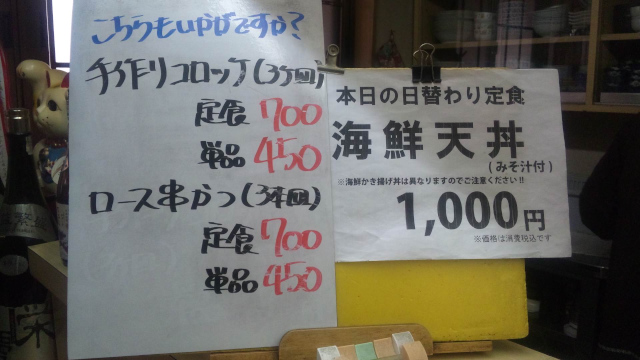 こちらもいかがですか?
手作りコロッケ(3ケ皿)
定食 700
単品 450
ロース串かつ(3本皿)
定食 700
単品 450
本日の日替わり定食
海鮮天丼
(みそ汁付)
※海鮮かき揚げ丼は異なりますのでご注意ください!!
1,000円
※価格は消費税込です
栄